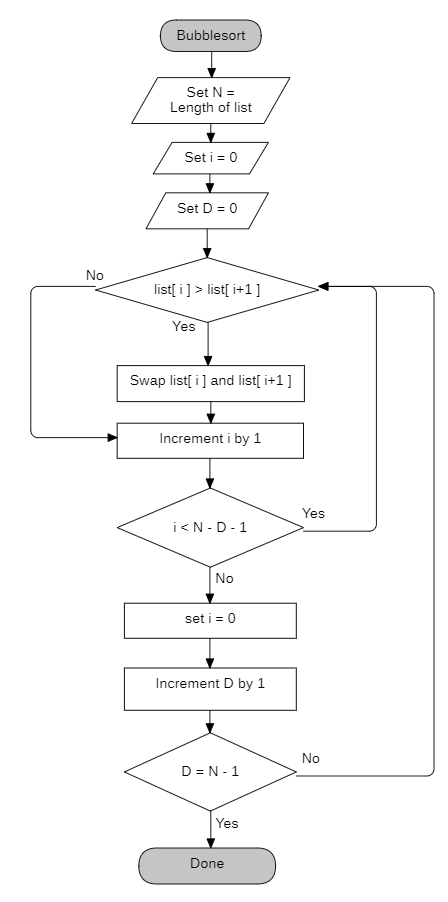 Bubblesort
Set N =
Length of list
Set i = 0
Set D = 0
No
list[ i ] > list[ i+1 ]
Yes
Swap list[ i ] and list[ i+1 ]
Increment i by 1
Yes
i < N - D - 1
No
set i = 0
Increment D by 1
No
D = N - 1
Yes
Done